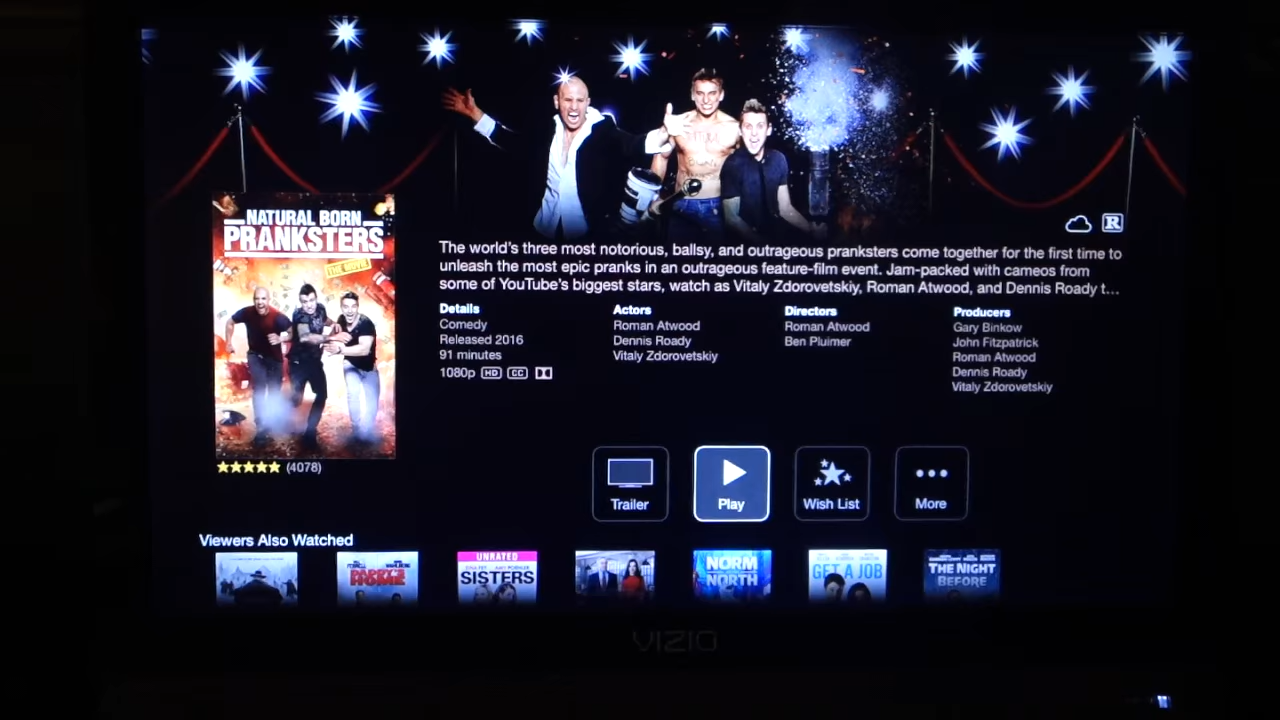 R
The world's three most notorious, ballsy, and outrageous pranksters come together for the first time to
unleash the most epic pranks in an outrageous feature-film event. Jam-packed with cameos from
some of YouTube's biggest stars, watch as Vitaly Zdorovetskiy, Roman Atwood, and Dennis Roady t...
NATURAL BORN
PRANKSTERS
THE MOVIE
(4078)
Details
Comedy
Released 2016
91 minutes
1080p HD CC
Actors
Roman Atwood
Dennis Roady
Vitaly Zdorovetskiy
Directors
Roman Atwood
Ben Pluimer
Producers
Gary Binkow
John Fitzpatrick
Roman Atwood
Dennis Roady
Vitaly Zdorovetskiy
Trailer
Play
Wish List
More
Viewers Also Watched
DADDY'S
HOME
UNRATED
SISTERS
NORM
NORTH
GET A JOB
THE NIGHT
BEFORE
VIZIO